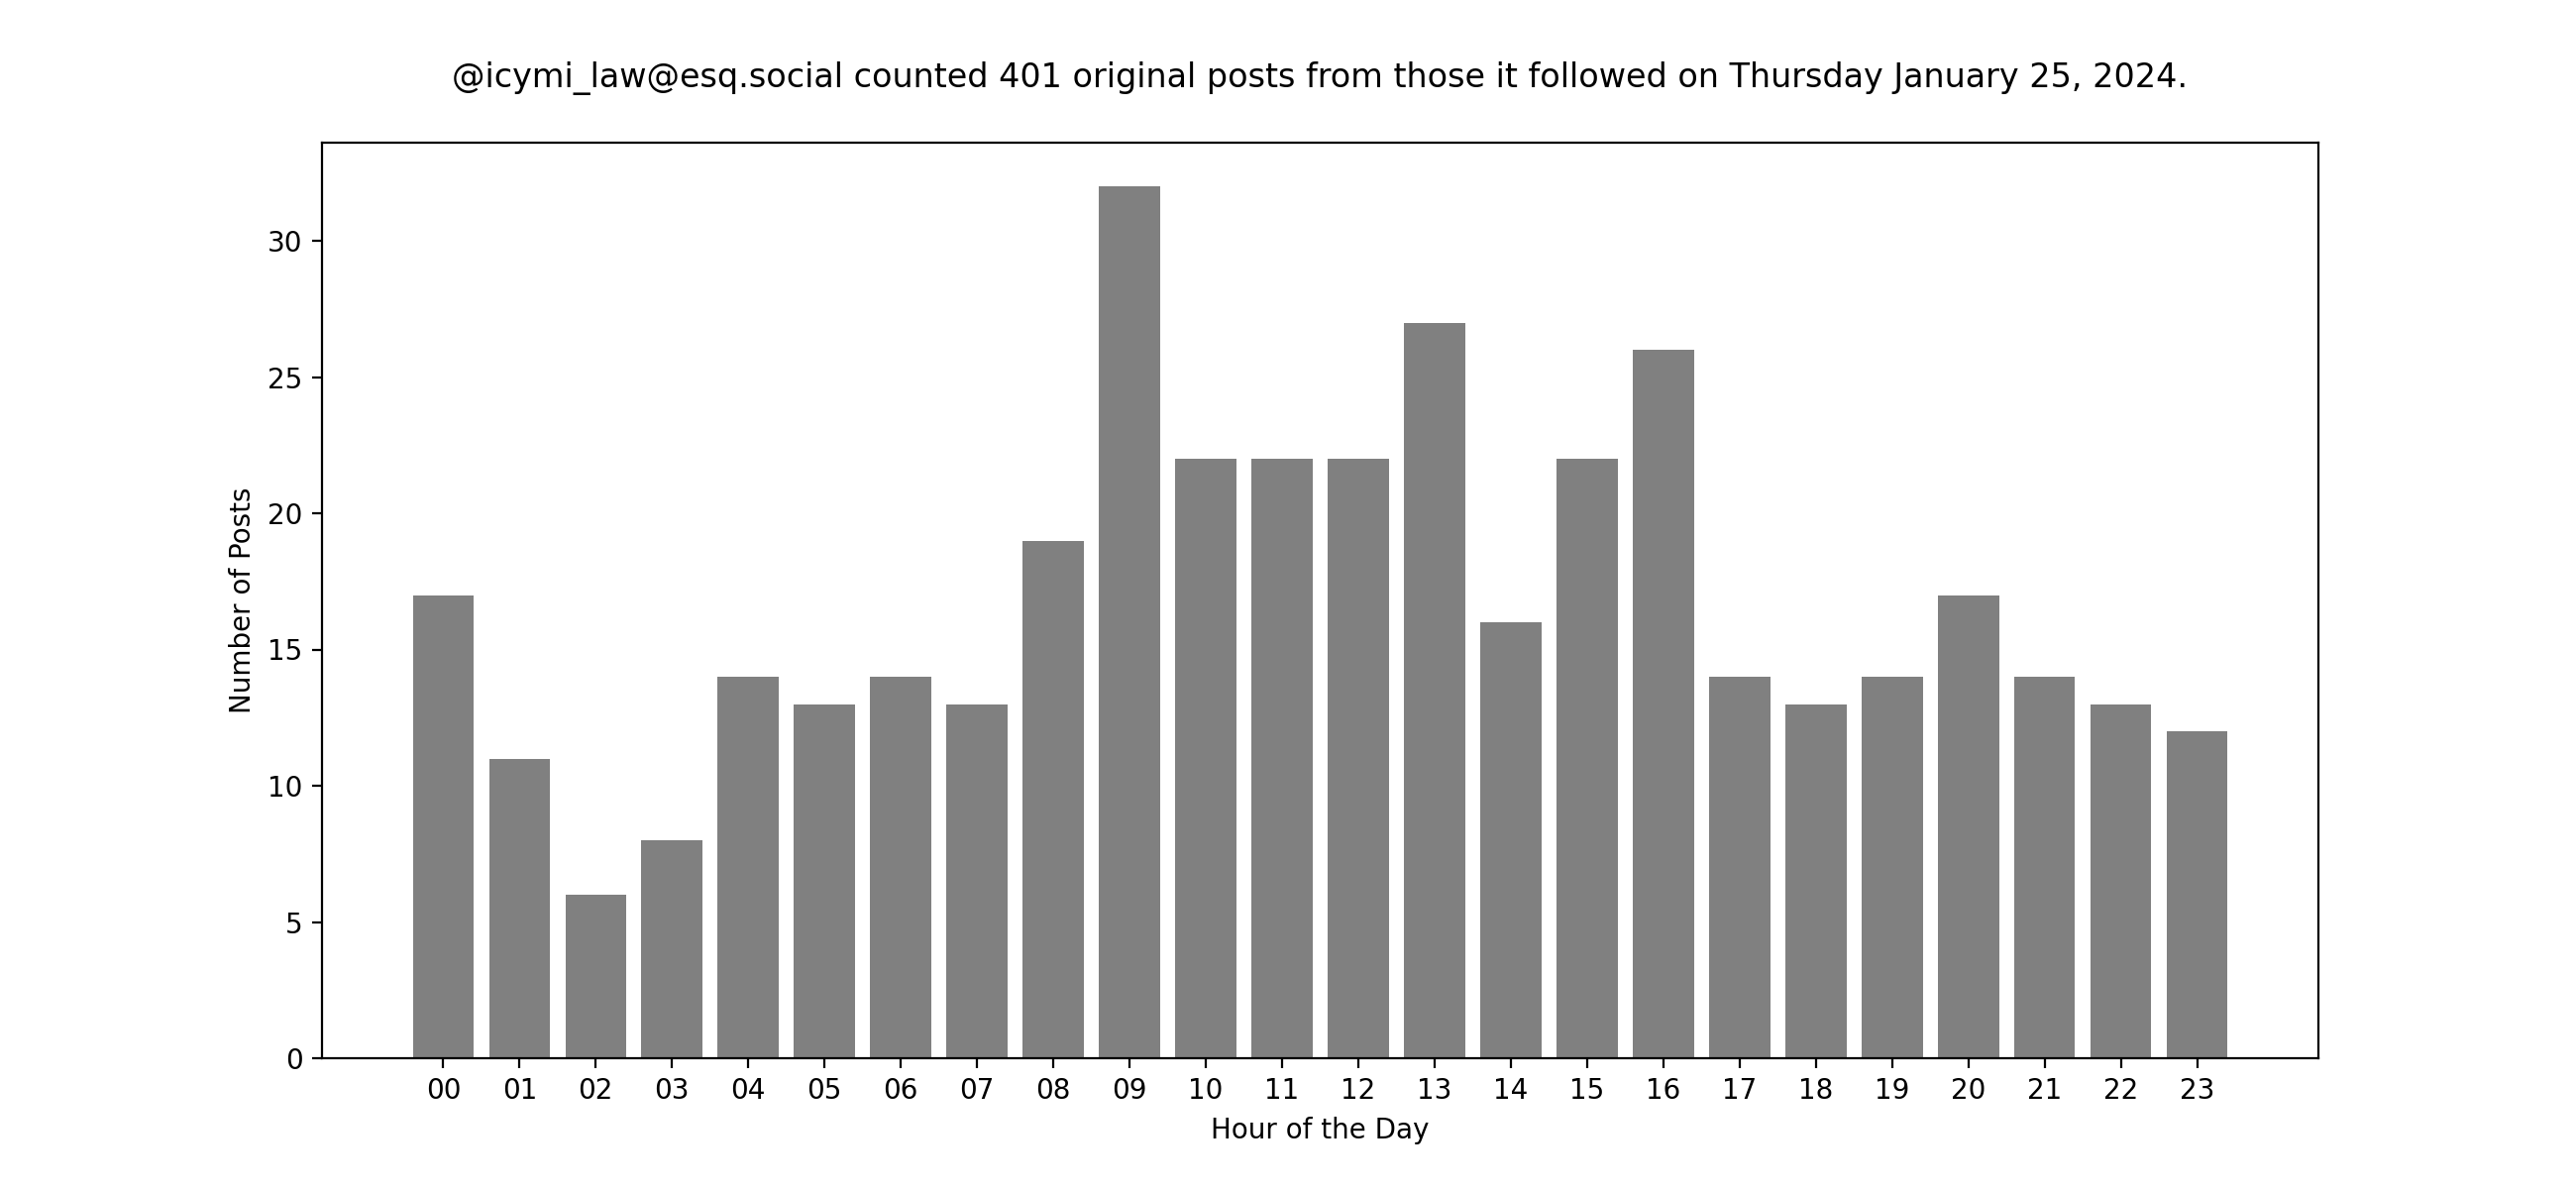 @icymi_law@esq.social counted 401 original posts from those it followed on Thursday January 25, 2024.
30
25
20
15
10
5
0
Number of Posts
00 01 02 03 04 05 06 07 08 09 10 11 12 13 14 15 16 17 18 19 20 21 22 23
Hour of the Day